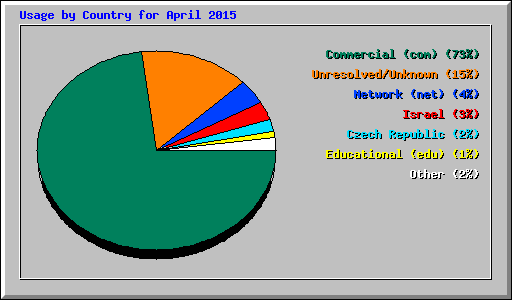 Usage by Country for April 2015
Commercial (com) (73%)
Unresolved/Unknown (15%)
Network (net) (4%)
Israel (3%)
Czech Republic (2%)
Educational (edu) (1%)
Other (2%)